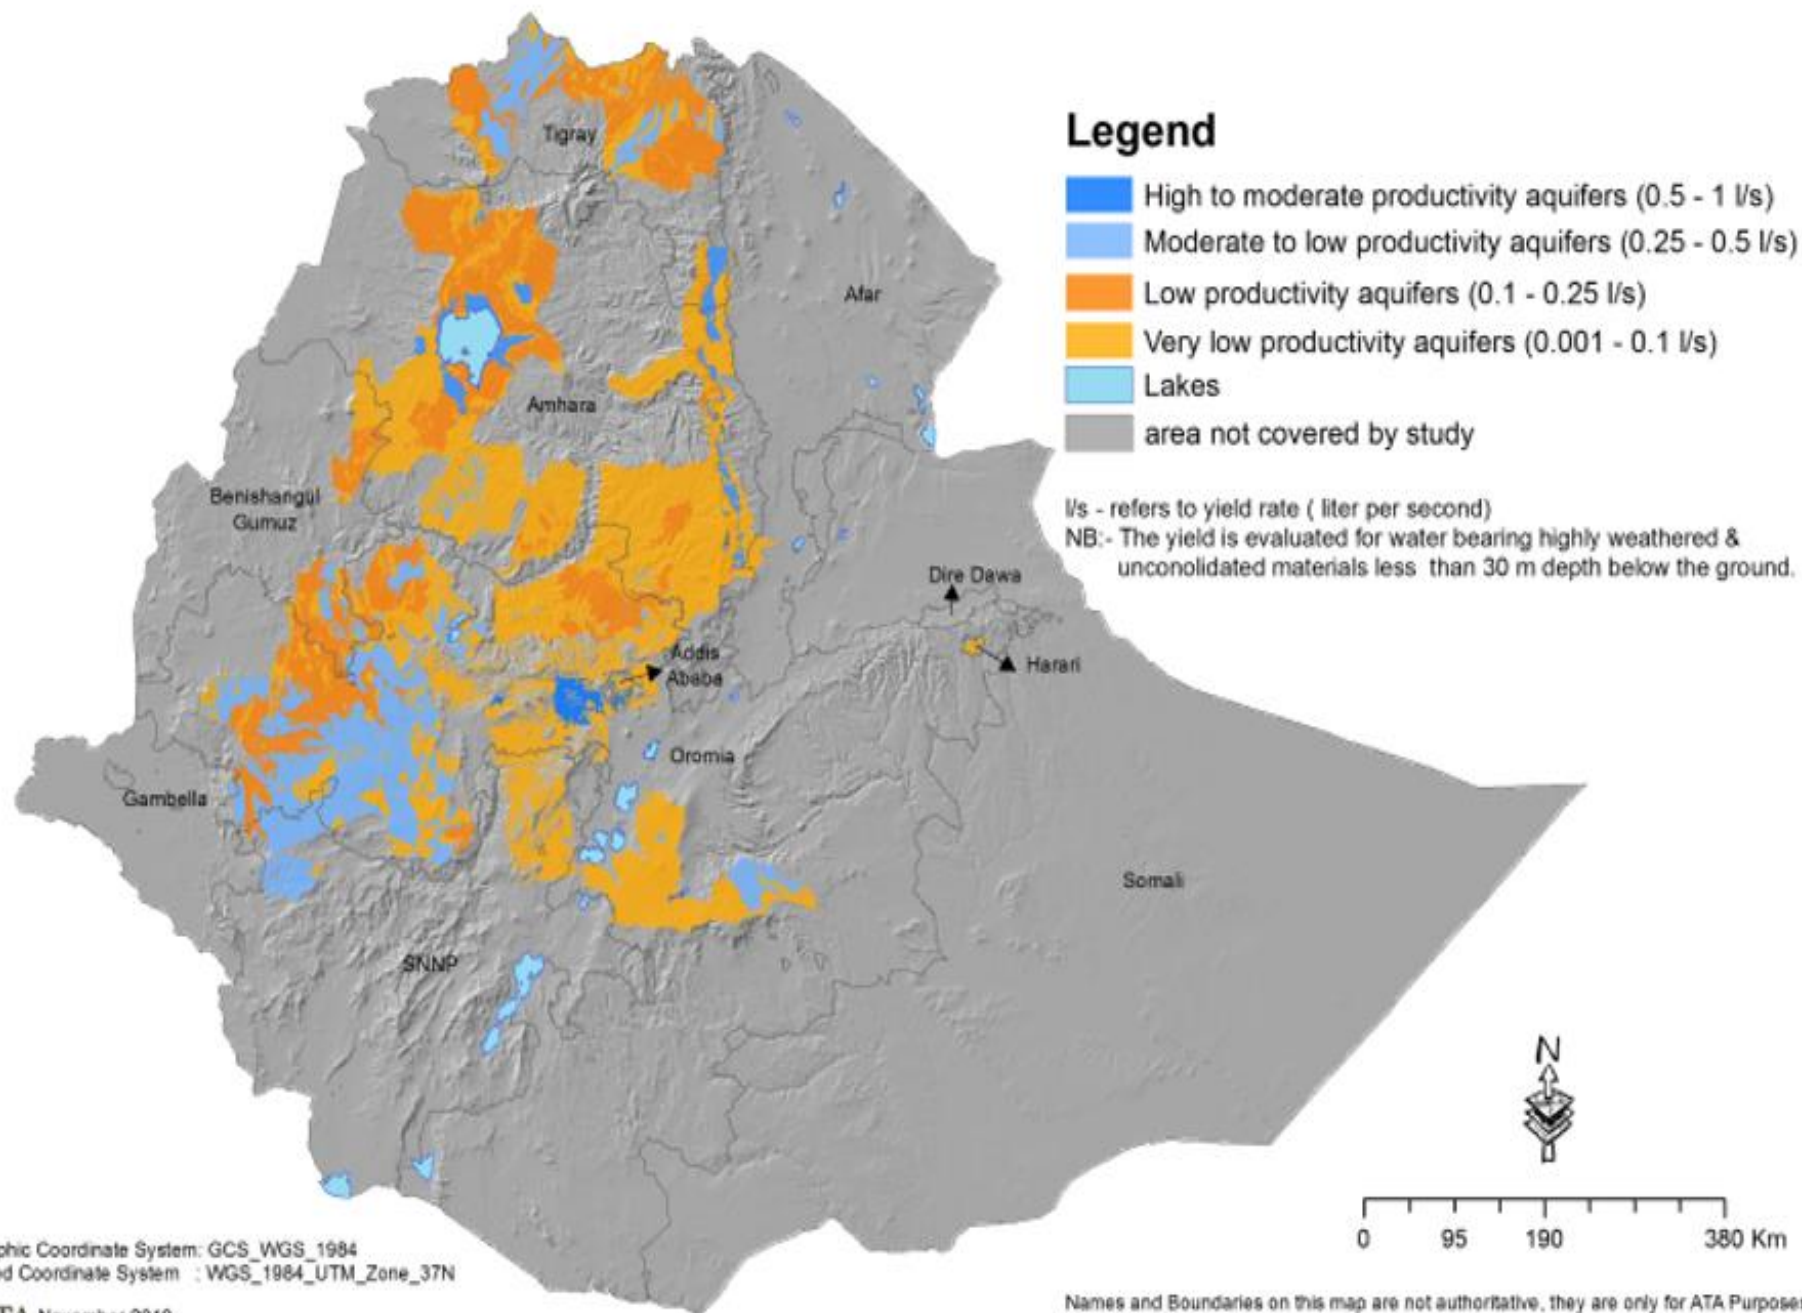 Legend
High to moderate productivity aquifers (0.5 - 1 l/s)
Moderate to low productivity aquifers (0.25 - 0.5 l/s)
Low productivity aquifers (0.1 - 0.25 l/s)
Very low productivity aquifers (0.001 - 0.1 l/s)
Lakes
area not covered by study
l/s - refers to yield rate ( liter per second)
NB:- The yield is evaluated for water bearing highly weathered &
unconolidated materials less than 30 m depth below the ground.
Tigray
Afar
Amhara
Benishangul
Gumuz
Dire Dawa
Addis
Ababa
Harari
Oromia
Gambella
Somali
SNNP
N
0 95 190 380 Km
phic Coordinate System: GCS_WGS_1984
ed Coordinate System : WGS_1984_UTM_Zone_37N
Names and Boundaries on this map are not authoritative, they are only for ATA Purposes